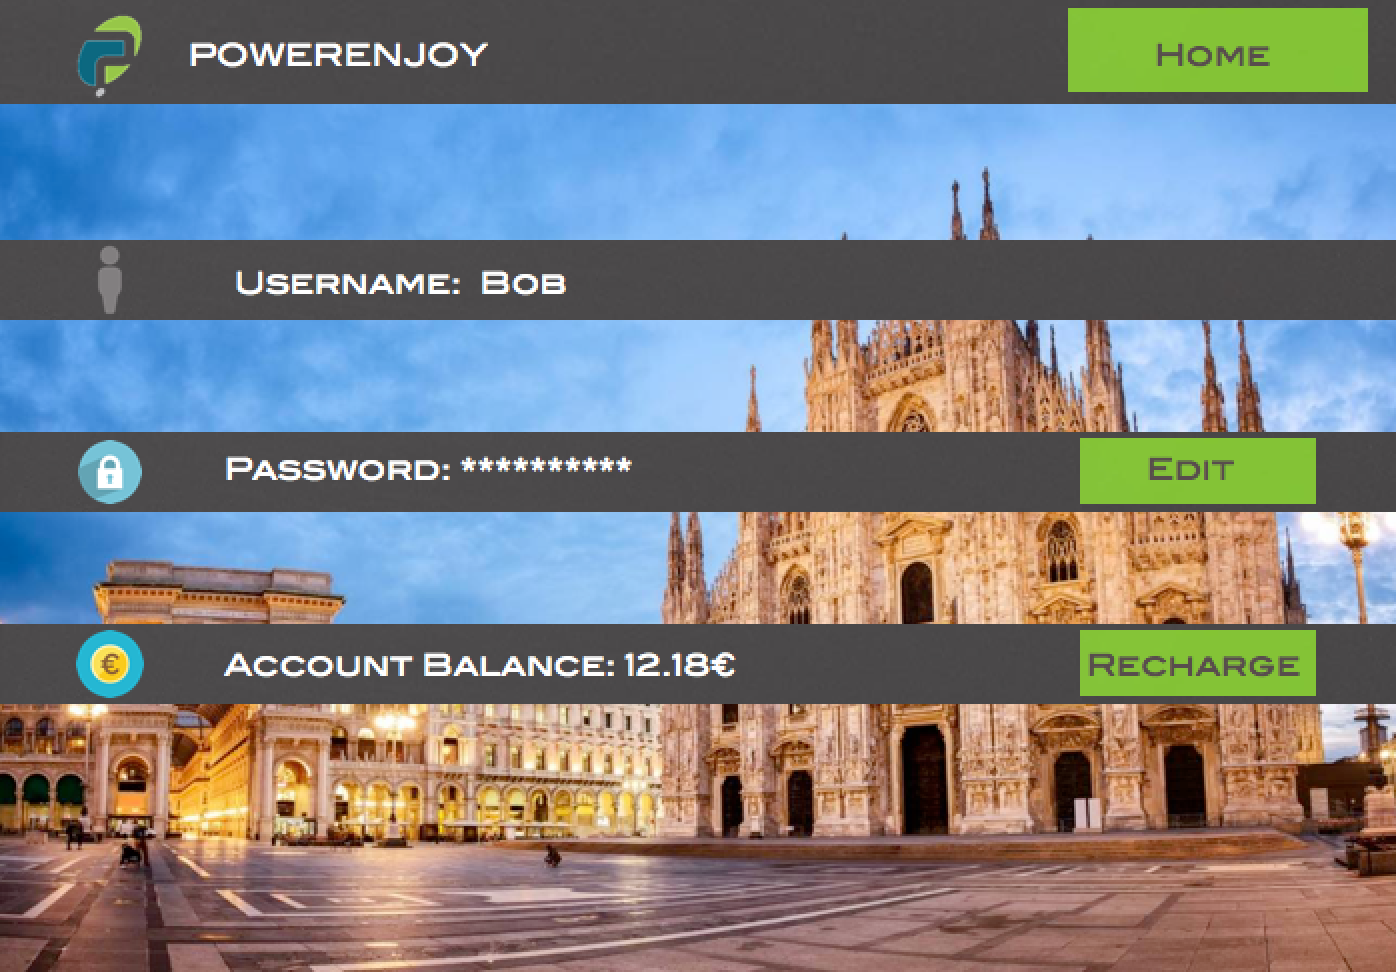 POWERENJOY
HOME
USERNAME: BOB
PASSWORD: **********
EDIT
ACCOUNT BALANCE: 12.18€
RECHARGE